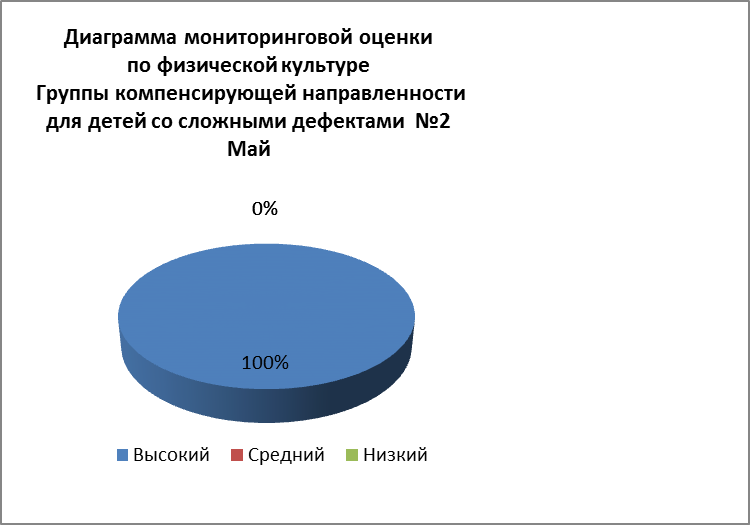 Диаграмма мониторинговой оценки
по физической культуре
Группы компенсирующей направленности
для детей со сложными дефектами №2
Май
0%
100%
Высокий Средний Низкий